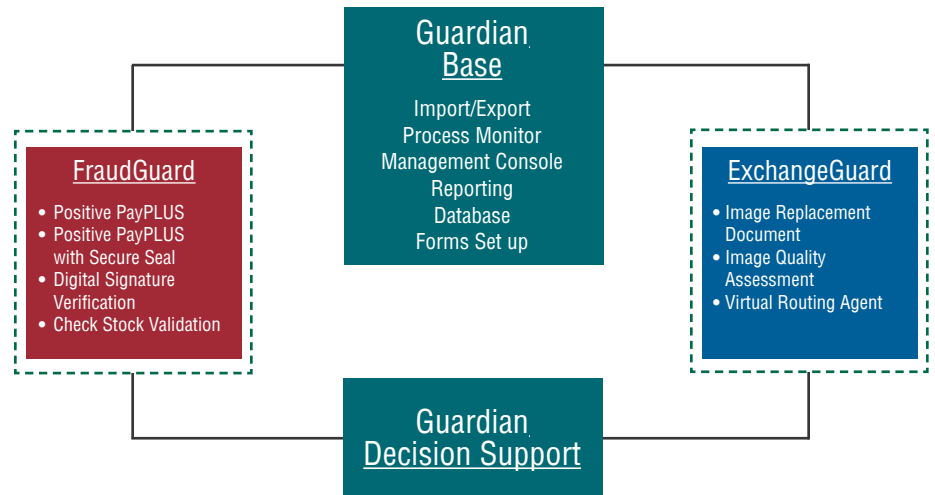 Guardian
Base
Import/Export
Process Monitor
Management Console
Reporting
Database
Forms Set up
FraudGuard
• Positive PayPLUS
• Positive PayPLUS
with Secure Seal
• Digital Signature
Verification
• Check Stock Validation
ExchangeGuard
• Image Replacement
Document
• Image Quality
Assessment
• Virtual Routing Agent
Guardian
Decision Support